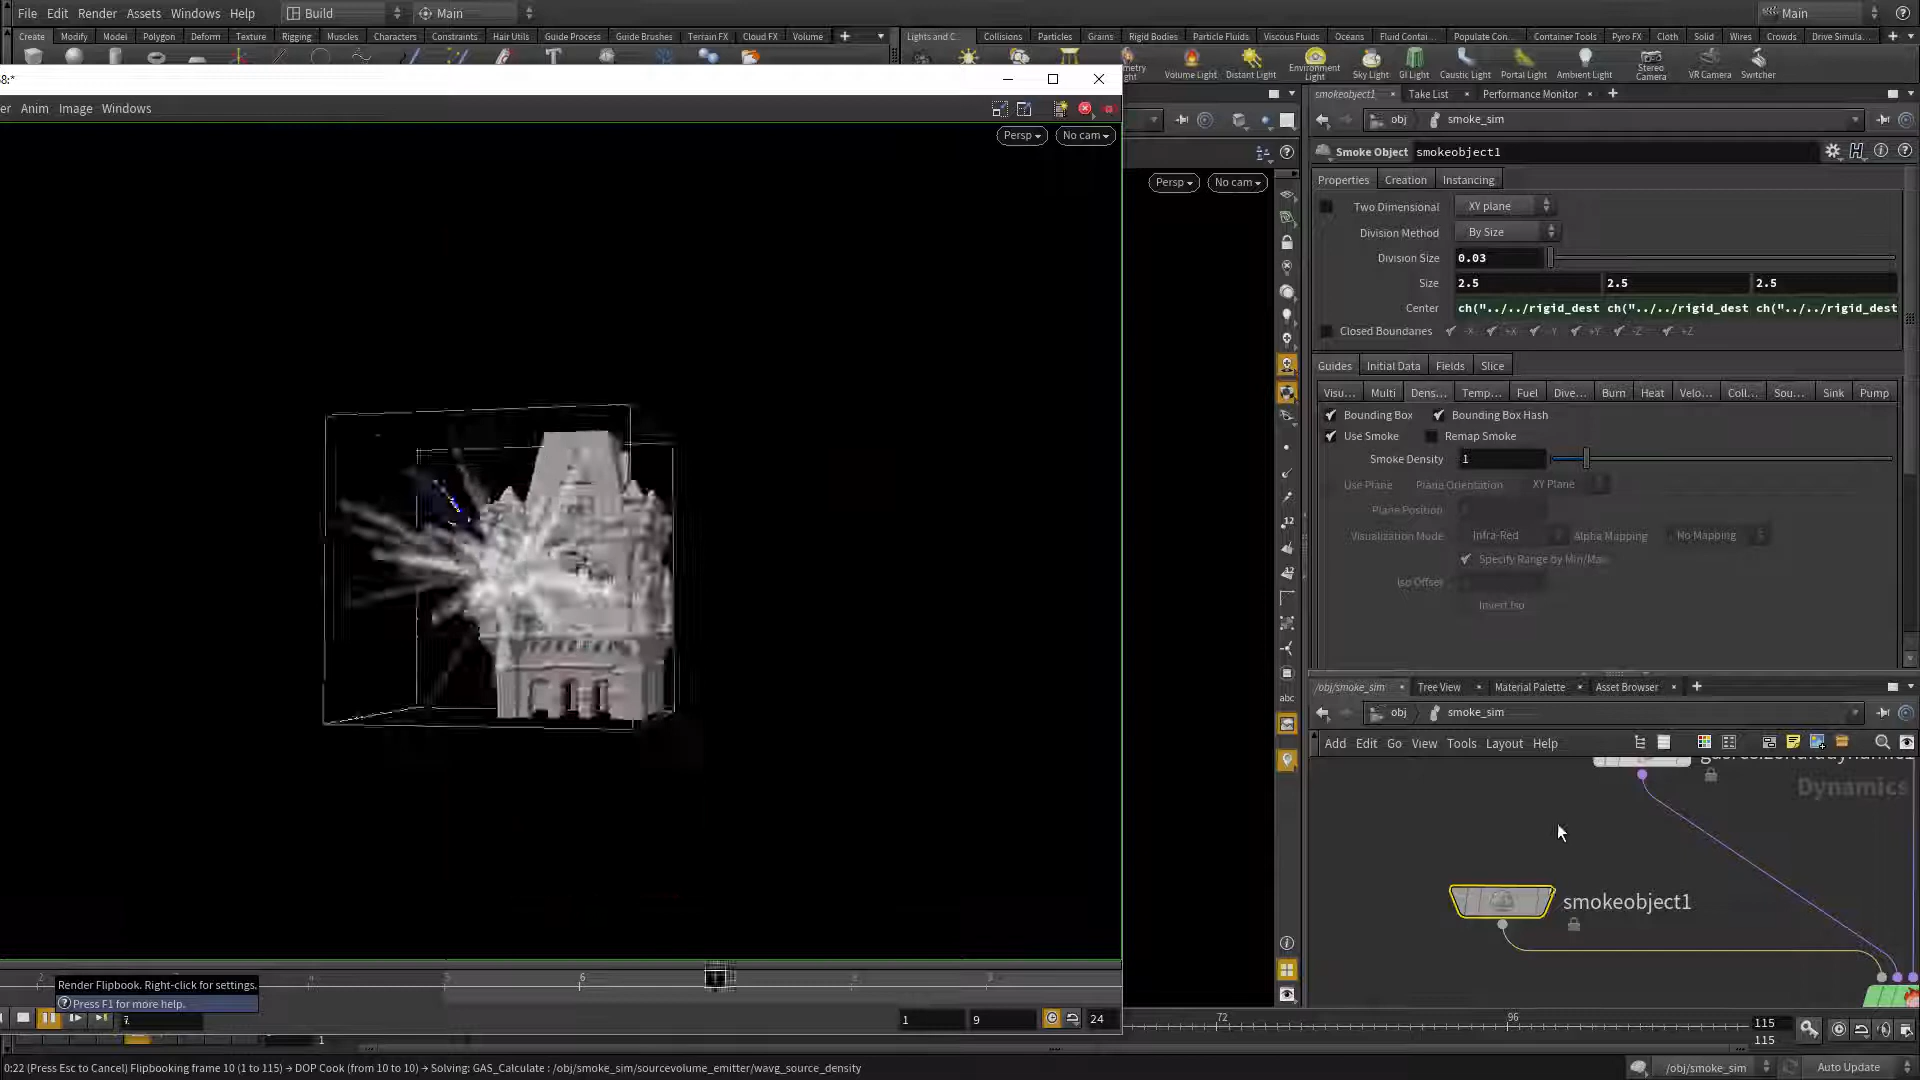 File Edit Render Assets Windows Help Build Main Main
Create Modify Model Polygon Deform Texture Rigging Muscles Characters Constraints Hair Utils Guide Process Guide Brushes Terrain FX Cloud FX Volume Lights and C... Collisions Particles Grains Rigid Bodies Particle Fluids Viscous Fluids Oceans Fluid Contai... Populate Con... Container Tools Pyro FX Cloth Solid Wires Crowds Drive Simula...
Volume Light Distant Light Environment Light Sky Light GI Light Caustic Light Portal Light Ambient Light Stereo Camera VR Camera Switcher
8:*
smokeobject1 Take List Performance Monitor
er Anim Image Windows
obj smoke_sim
Persp No cam
Smoke Object smokeobject1
Persp No cam
Properties Creation Instancing
Two Dimensional XY plane
Division Method By Size
Division Size 0.03
Size 2.5 2.5 2.5
Center ch("../../rigid_dest ch("../../rigid_dest ch("../../rigid_dest
Closed Boundaries -X +X -Y +Y -Z +Z
Guides Initial Data Fields Slice
Visu... Multi Dens... Temp... Fuel Dive... Burn Heat Velo... Coll... Sou... Sink Pump
Bounding Box Bounding Box Hash
Use Smoke Remap Smoke
Smoke Density 1
Use Plane Plane Orientation XY Plane
Plane Position
Visualization Mode Infra-Red Alpha Mapping No Mapping
Specify Range by Min/Ma
Iso Offset
Invert Iso
12
12
abc
/obj/smoke_sim Tree View Material Palette Asset Browser
obj smoke_sim
Add Edit Go View Tools Layout Help
Dynamics
smokeobject1
2 5 6
Render Flipbook. Right-click for settings.
Press F1 for more help.
7 1 9 24
72 96 115
1 115
0:22 (Press Esc to Cancel) Flipbooking frame 10 (1 to 115) → DOP Cook (from 10 to 10) → Solving: GAS_Calculate : /obj/smoke_sim/sourcevolume_emitter/wavg_source_density
/obj/smoke_sim Auto Update